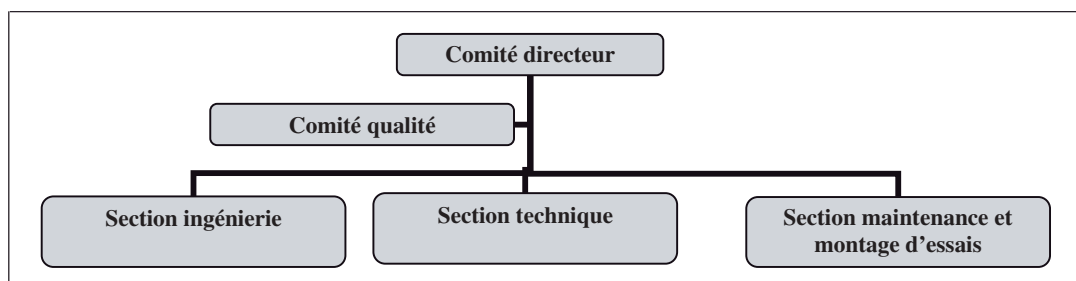 Comité directeur
Comité qualité
Section ingénierie
Section technique
Section maintenance et
montage d'essais